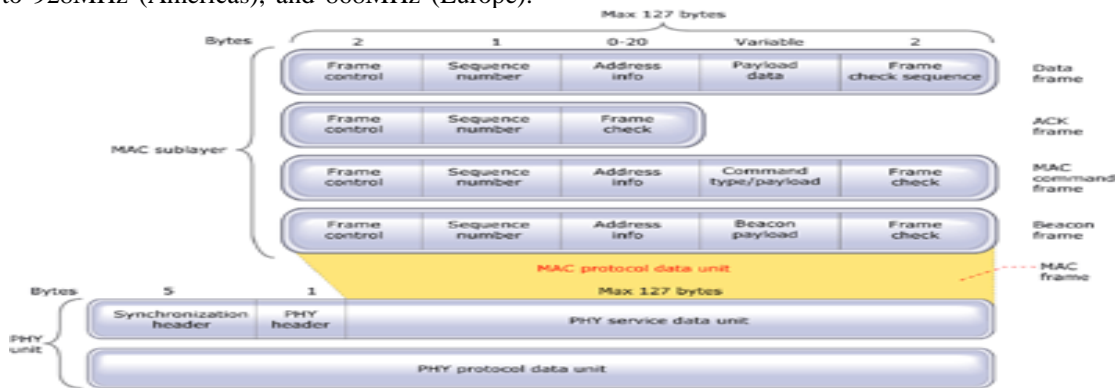 to 928MHz (Americas), and 868MHz (Europe).
Max 127 bytes
Bytes 2 1 0-20 Variable 2
Frame control Sequence number Address info Payload data Frame check sequence Data frame
Frame control Sequence number Frame check ACK frame
MAC sublayer
Frame control Sequence number Address info Command type/payload Frame check MAC command frame
Frame control Sequence number Address info Beacon payload Frame check Beacon frame
MAC protocol data unit MAC frame
Bytes 5 1 Max 127 bytes
Synchronization header PHY header PHY service data unit
PHY unit
PHY protocol data unit